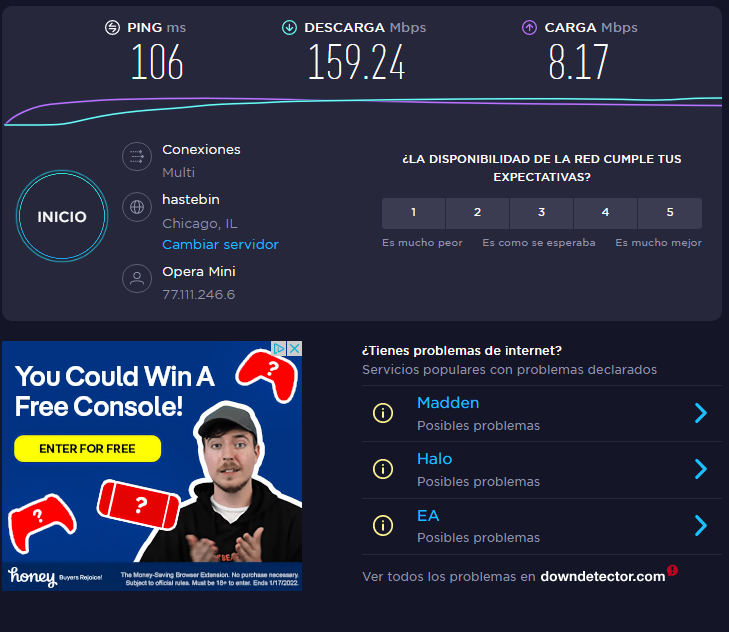 PING ms
106
DESCARGA Mbps
159.24
CARGA Mbps
8.17
INICIO
Conexiones
Multi
hastebin
Chicago, IL
Cambiar servidor
Opera Mini
77.111.246.6
¿LA DISPONIBILIDAD DE LA RED CUMPLE TUS
EXPECTATIVAS?
1 2 3 4 5
Es mucho peor Es como se esperaba Es mucho mejor
You Could Win A
Free Console!
ENTER FOR FREE
?
?
?
honey Buyers Rejoice!
The Money-Saving Browser Extension. No purchase necessary.
Subject to official rules. Must be 18+ to enter. Ends 1/17/2022.
¿Tienes problemas de internet?
Servicios populares con problemas declarados
Madden
Posibles problemas
Halo
Posibles problemas
EA
Posibles problemas
Ver todos los problemas en downdetector.com